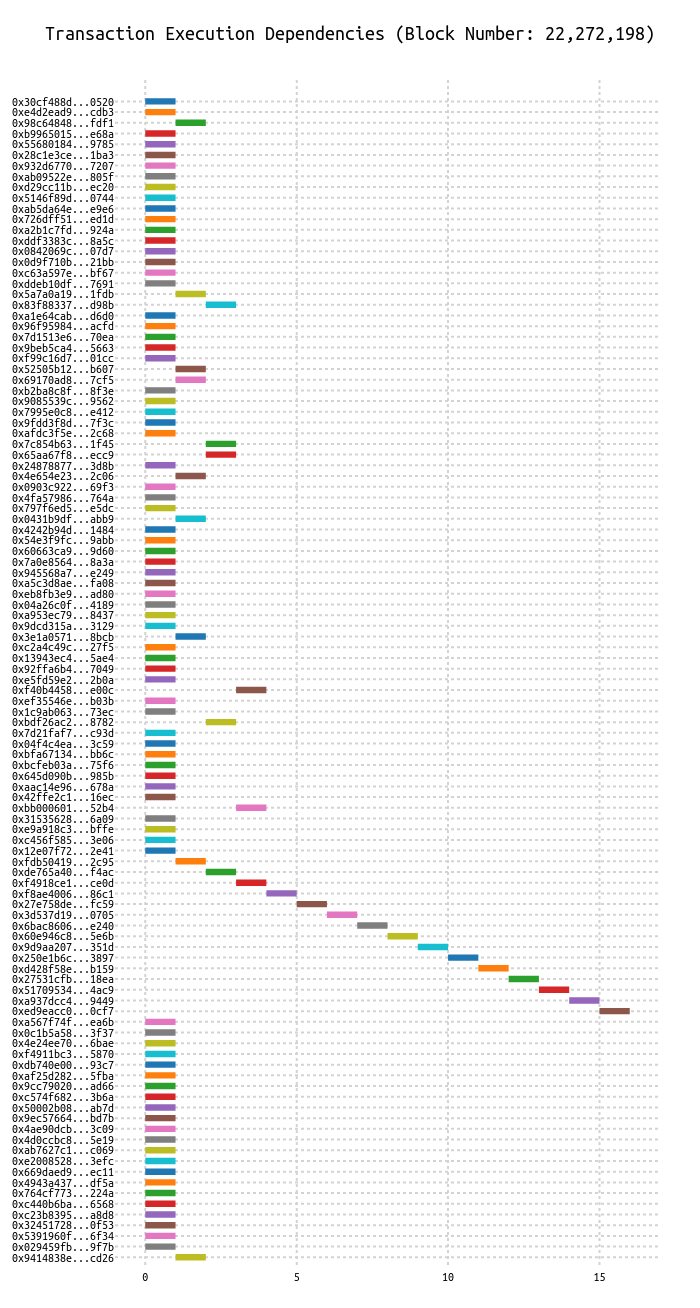 Transaction Execution Dependencies (Block Number: 22,272,198)
0x30cf488d...0520
0xe4d2ead9...cdb3
0x98c64848...fdf1
0xb9965015...e68a
0x55680184...9785
0x28c1e3ce...1ba3
0x932d6770...7207
0xab09522e...805f
0xd29cc11b...ec20
0x5146f89d...0744
0xab5da64e...e9e6
0x726dff51...ed1d
0xa2b1c7fd...924a
0xddf3383c...8a5c
0x0842069c...07d7
0x0d9f710b...21bb
0xc63a597e...bf67
0xddeb10df...7691
0x5a7a0a19...1fdb
0x83f88337...d98b
0xa1e64cab...d6d0
0x96f95984...acfd
0x7d1513e6...70ea
0x9beb5ca4...5663
0xf99c16d7...01cc
0x52505b12...b607
0x69170ad8...7cf5
0xb2ba8c8f...8f3e
0x9085539c...9562
0x7995e0c8...e412
0x9fdd3f8d...7f3c
0xafdc3f5e...2c68
0x7c854b63...1f45
0x65aa67f8...ecc9
0x24878877...3d8b
0x4e654e23...2c06
0x0903c922...69f3
0x4fa57986...764a
0x797f6ed5...e5dc
0x0431b9df...abb9
0x4242b94d...1484
0x54e3f9fc...9abb
0x60663ca9...9d60
0x7a0e8564...8a3a
0x945568a7...e249
0xa5c3d8ae...fa08
0xeb8fb3e9...ad80
0x04a26c0f...4189
0xa953ec79...8437
0x9dcd315a...3129
0x3e1a0571...8bcb
0xc2a4c49c...27f5
0x13943ec4...5ae4
0x92ffa6b4...7049
0xe5fd59e2...2b0a
0xf40b4458...e00c
0xef35546e...b03b
0x1c9ab063...73ec
0xbdf26ac2...8782
0x7d21faf7...c93d
0x04f4c4ea...3c59
0xbfa67134...bb6c
0xbcfeb03a...75f6
0x645d090b...985b
0xaac14e96...678a
0x42ffe2c1...16ec
0xbb000601...52b4
0x31535628...6a09
0xe9a918c3...bffe
0xc456f585...3e06
0x12e07f72...2e41
0xfdb50419...2c95
0xde765a40...f4ac
0xf4918ce1...ce0d
0xf8ae4006...86c1
0x27e758de...fc59
0x3d537d19...0705
0x6bac8606...e240
0x60e946c8...5e6b
0x9d9aa207...351d
0x250e1b6c...3897
0xd428f58e...b159
0x27531cfb...18ea
0x51709534...4ac9
0xa937dcc4...9449
0xed9eacc0...0cf7
0xa567f74f...ea6b
0x0c1b5a58...3f37
0x4e24ee70...6bae
0xf4911bc3...5870
0xdb740e00...93c7
0xaf25d282...5fba
0x9cc79020...ad66
0xc574f682...3b6a
0x50002b08...ab7d
0x9ec57664...bd7b
0x4ae90dcb...3c09
0x4d0ccbc8...5e19
0xab7627c1...c069
0xe2008528...3efc
0x669daed9...ec11
0x4943a437...df5a
0x764cf773...224a
0xc440b6ba...6568
0xc23b8395...a8d8
0x32451728...0f53
0x5391960f...6f34
0x029459fb...9f7b
0x9414838e...cd26
0 5 10 15